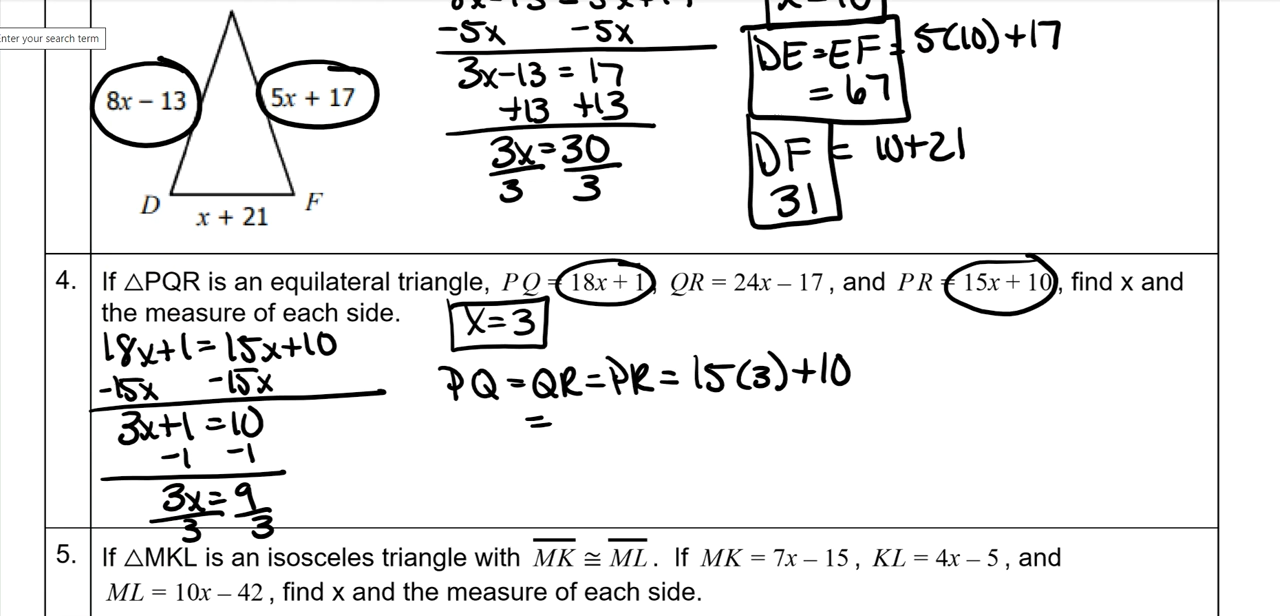 Enter your search term
-5x -5x
3x-13 = 17
+13 +13
3x=30
3 3
DE=EF= 5(10)+17
= 67
DF = 10+21
31
8x – 13
5x + 17
D
F
x + 21
4. If △PQR is an equilateral triangle, PQ = 18x + 1, QR = 24x – 17, and PR = 15x + 10, find x and
the measure of each side.
x=3
18x+1=15x+10
-15x -15x
3x+1=10
-1 -1
3x=9
3 3
PQ=QR=PR=15(3)+10
=
5. If △MKL is an isosceles triangle with MK ≅ ML. If MK = 7x – 15, KL = 4x – 5, and
ML = 10x – 42, find x and the measure of each side.